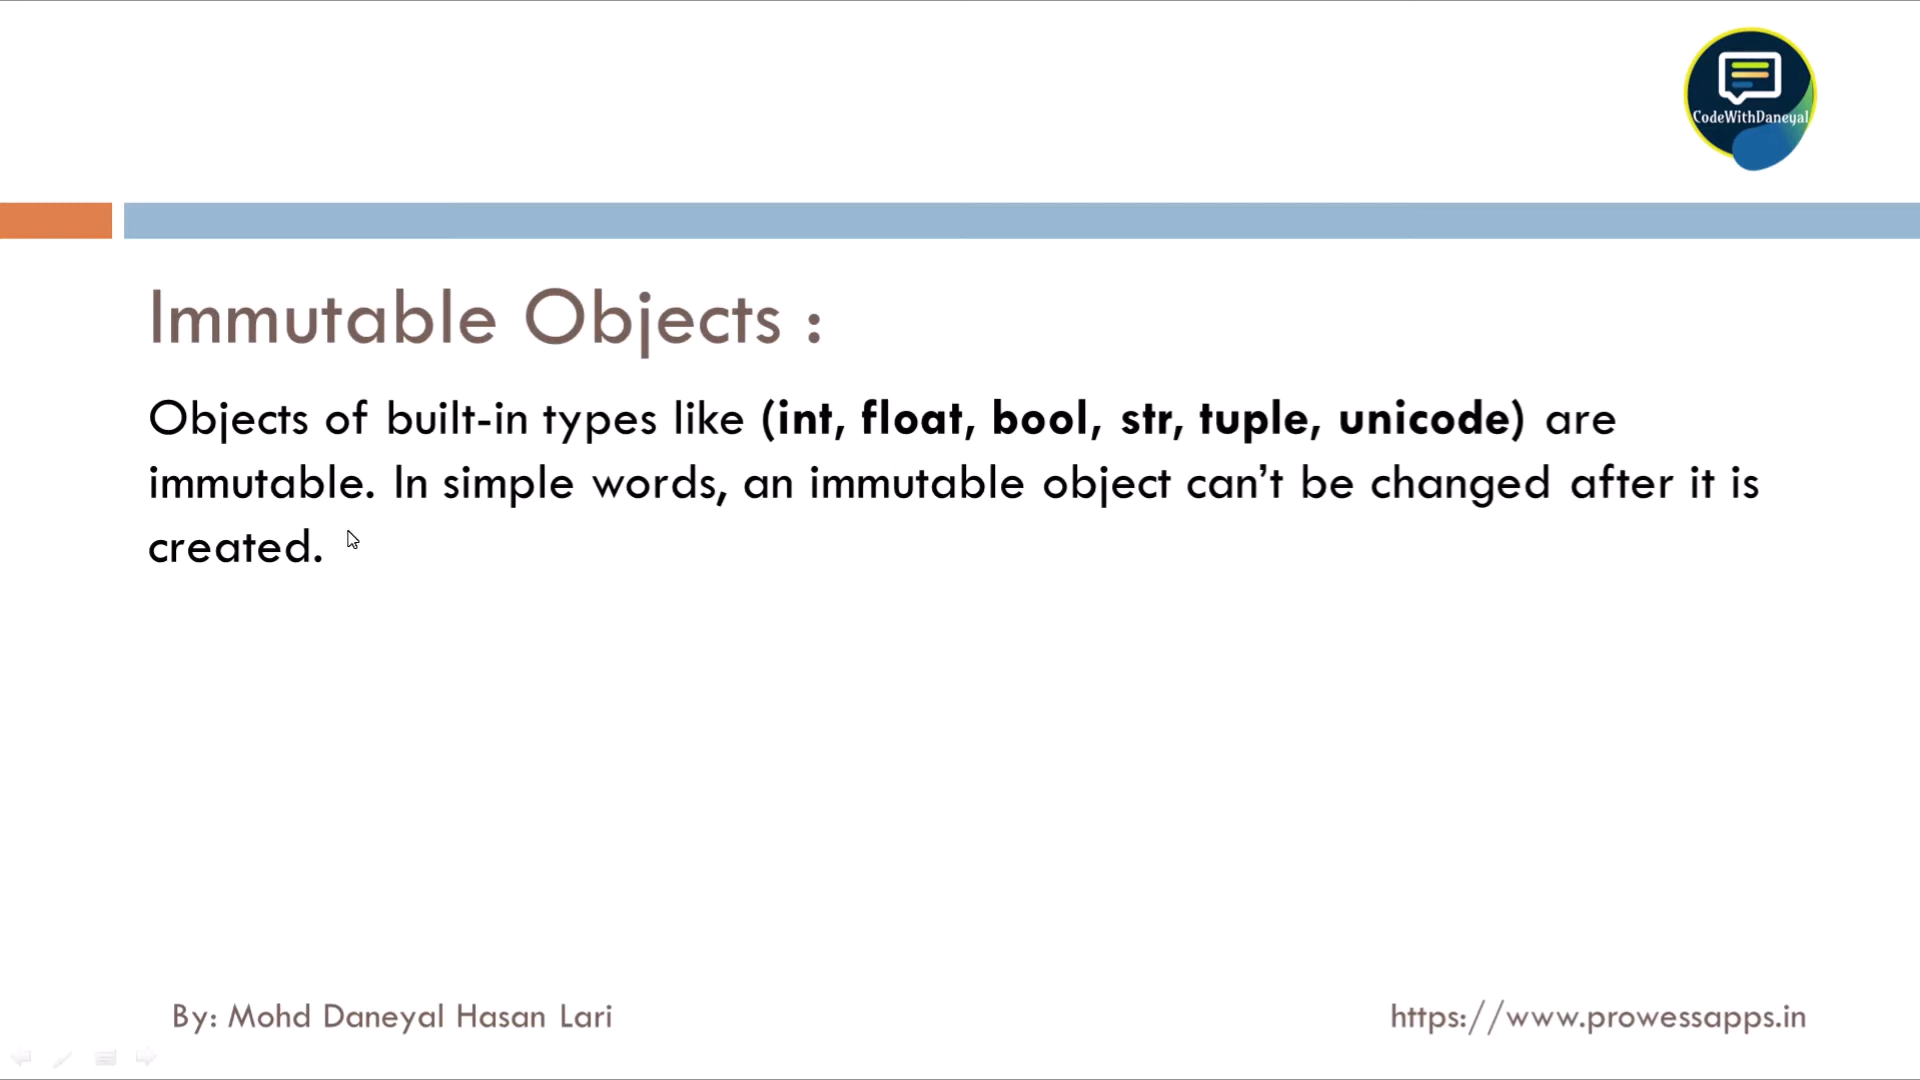 CodeWithDaneyal
Immutable Objects :
Objects of built-in types like (int, float, bool, str, tuple, unicode) are
immutable. In simple words, an immutable object can’t be changed after it is
created.
By: Mohd Daneyal Hasan Lari
https://www.prowessapps.in